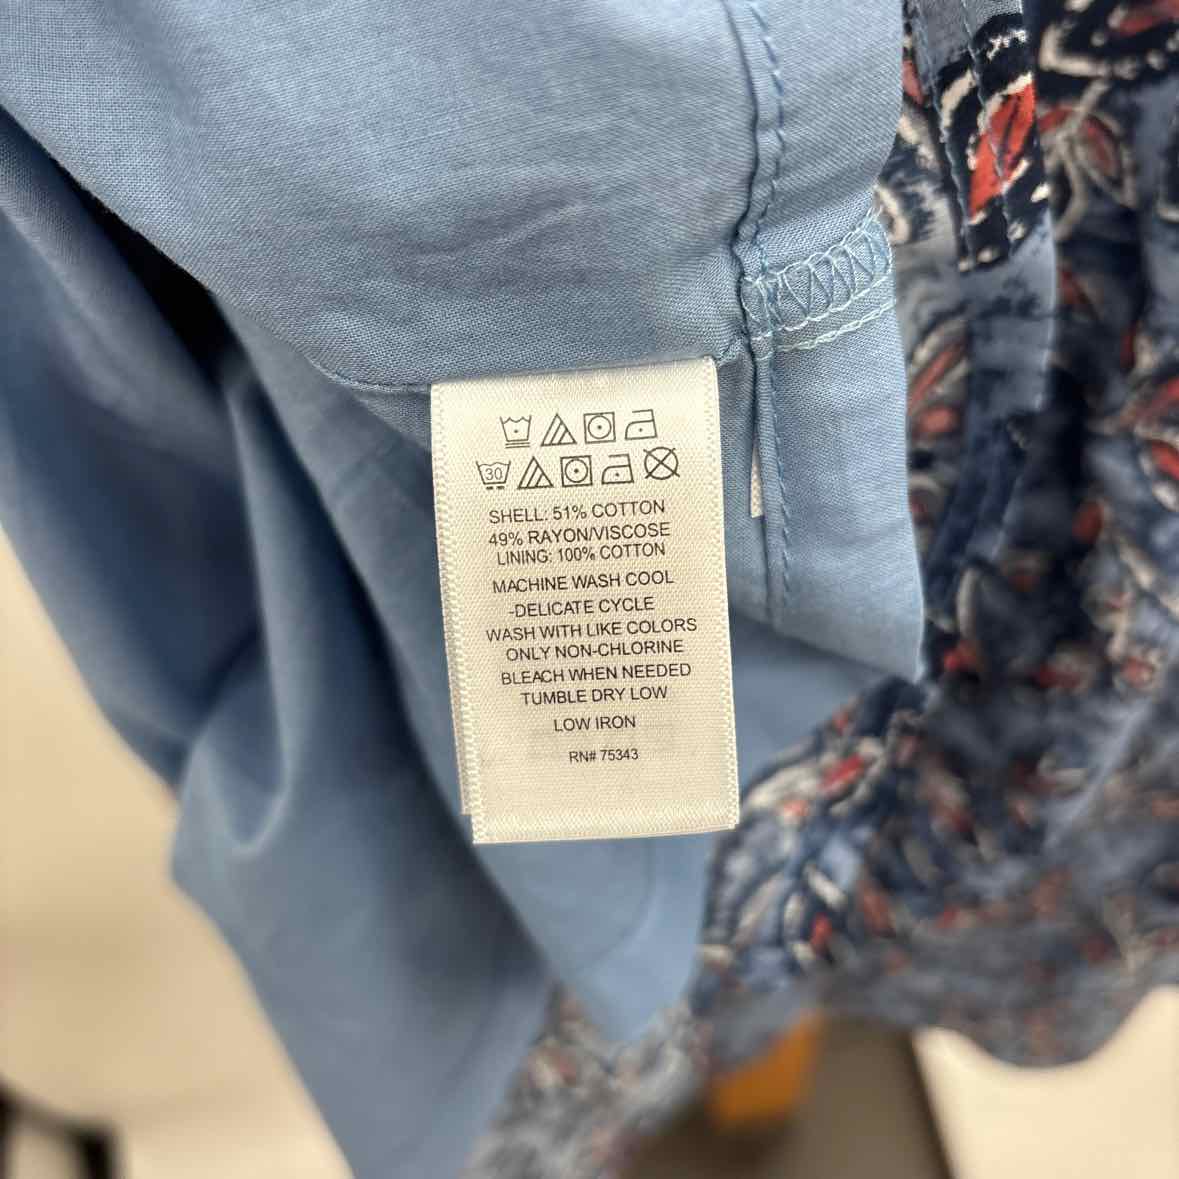 30
SHELL: 51% COTTON
49% RAYON/VISCOSE
LINING: 100% COTTON
MACHINE WASH COOL
-DELICATE CYCLE
WASH WITH LIKE COLORS
ONLY NON-CHLORINE
BLEACH WHEN NEEDED
TUMBLE DRY LOW
LOW IRON
RN# 75343